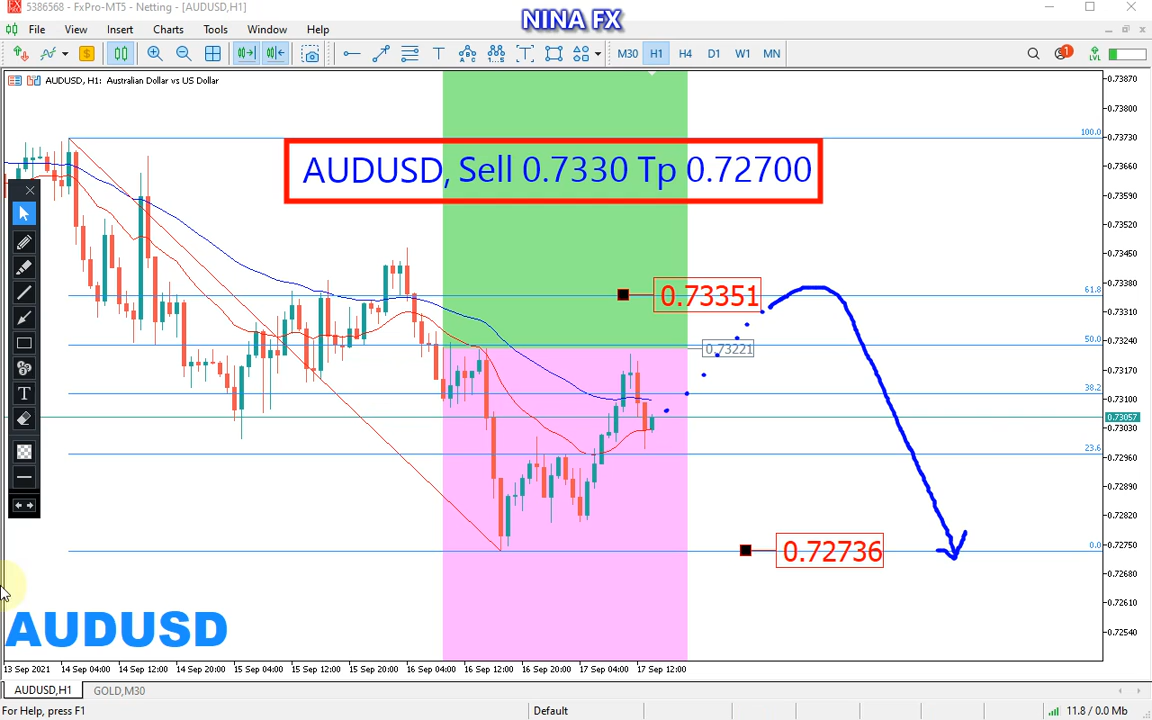 5386568 - FxPro-MT5 - Netting - [AUDUSD,H1]
NINA FX
File View Insert Charts Tools Window Help
M30 H1 H4 D1 W1 MN
1
LVL
AUDUSD, H1: Australian Dollar vs US Dollar
0.73870
0.73800
100.0
0.73730
AUDUSD, Sell 0.7330 Tp 0.72700
0.73660
0.73590
0.73520
0.73450
0.73380
61.8
0.73351
0.73310
0.73240
50.0
0.73221
0.73170
38.2
0.73100
0.73057
0.73030
23.6
0.72960
0.72890
0.72820
0.72750
0.0
0.72736
0.72680
0.72610
0.72540
AUDUSD
13 Sep 2021 14 Sep 04:00 14 Sep 12:00 14 Sep 20:00 15 Sep 04:00 15 Sep 12:00 15 Sep 20:00 16 Sep 04:00 16 Sep 12:00 16 Sep 20:00 17 Sep 04:00 17 Sep 12:00
AUDUSD,H1 GOLD,M30
For Help, press F1 Default 11.8 / 0.0 Mb